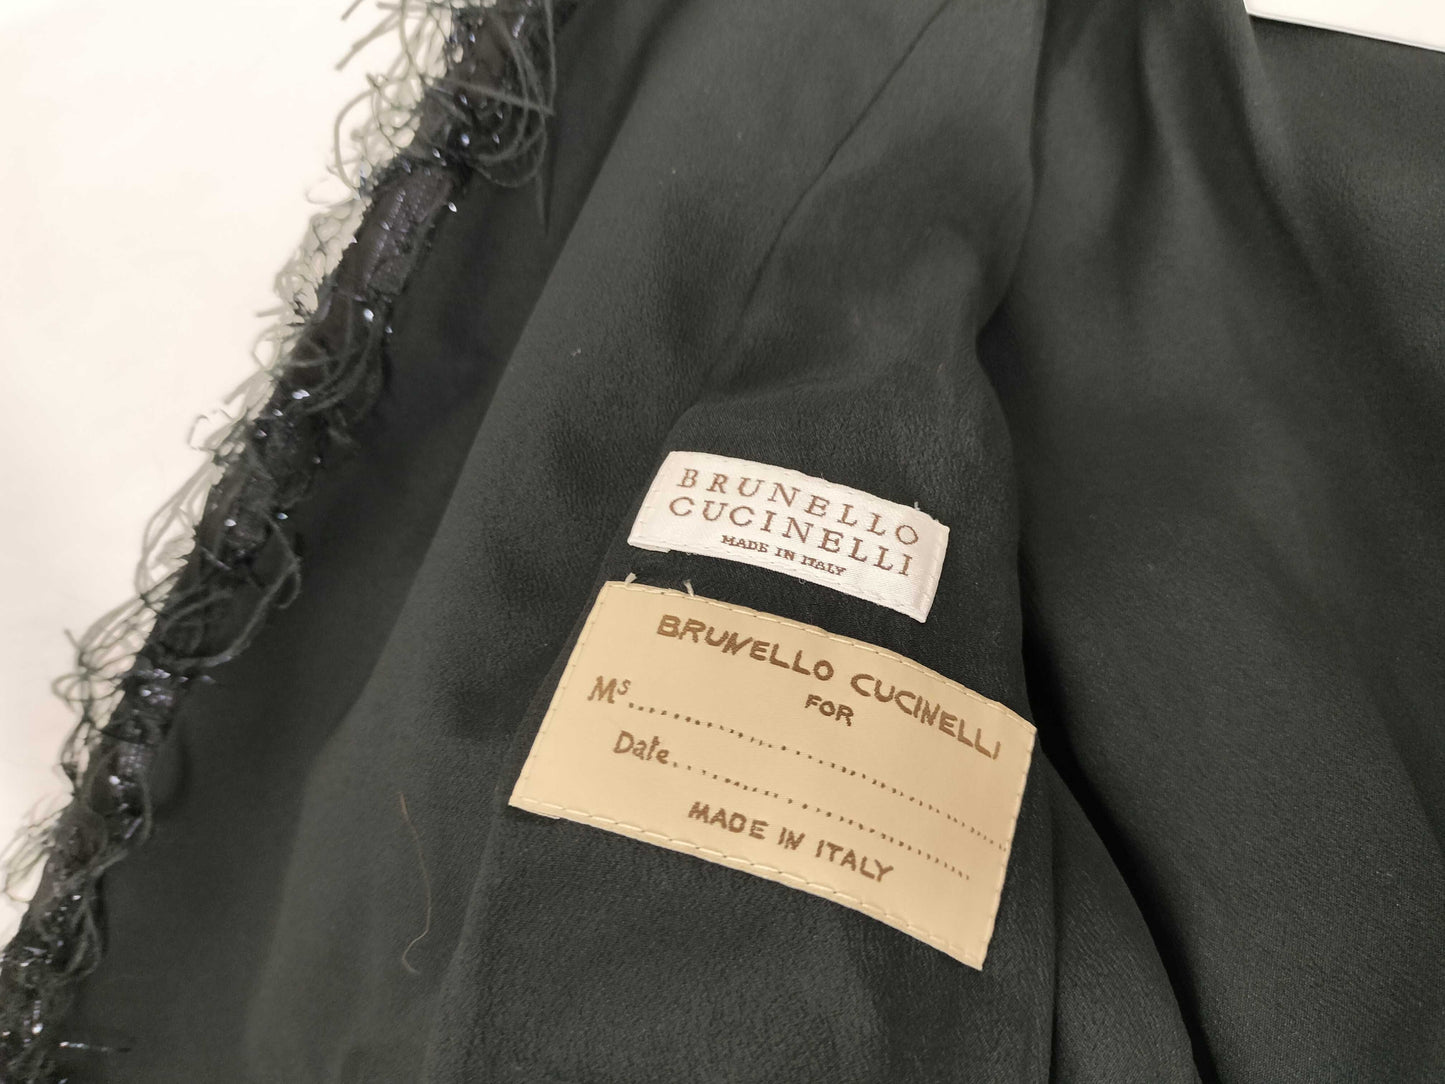 BRUNELLO
CUCINELLI
MADE IN ITALY
BRUNELLO CUCINELLI
FOR
Ms.......................................
Date.......................................
MADE IN ITALY